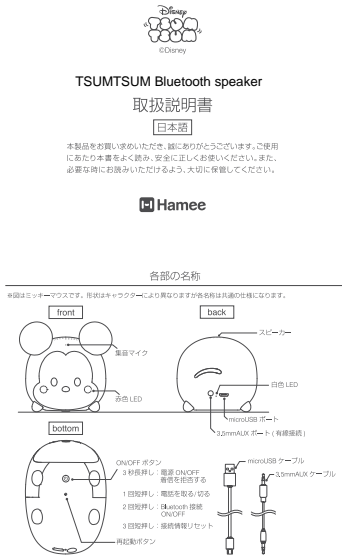 Disney
TSUM TSUM
©Disney
TSUMTSUM Bluetooth speaker
取扱説明書
日本語
本製品をお買い求めいただき、誠にありがとうございます。ご使用
にあたり本書をよく読み、安全に正しくお使いください。また、
必要な時にお読みいただけるよう、大切に保管してください。
Hamee
各部の名称
※図はミッキーマウスです。形状はキャラクターにより異なりますが各名称は共通の仕様になります。
front
back
スピーカー
集音マイク
赤色 LED
白色 LED
microUSB ポート
3.5mmAUX ポート ( 有線接続 )
bottom
ON/OFF ボタン
3 秒長押し：電源 ON/OFF
着信を拒否する
1 回短押し：電話を取る/切る
2 回短押し：Bluetooth 接続
ON/OFF
3 回短押し：接続情報リセット
再起動ボタン
microUSB ケーブル
3.5mmAUX ケーブル